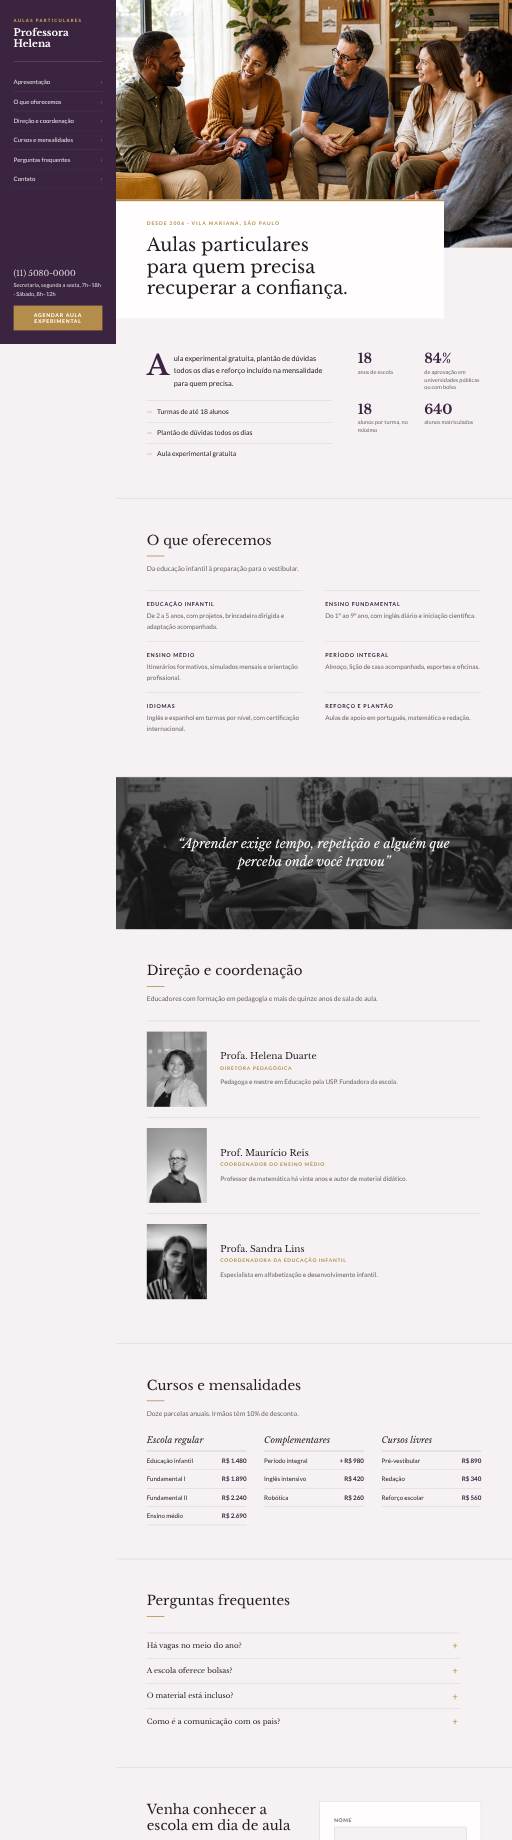 AULAS PARTICULARES
Professora
Helena
Apresentação
O que oferecemos
Direção e coordenação
Cursos e mensalidades
Perguntas frequentes
Contato
(11) 5080-0000
Secretaria, segunda a sexta, 7h–18h
· Sábado, 8h–12h
AGENDAR AULA
EXPERIMENTAL
DESDE 2006 · VILA MARIANA, SÃO PAULO
Aulas particulares
para quem precisa
recuperar a confiança.
Aula experimental gratuita, plantão de dúvidas
todos os dias e reforço incluído na mensalidade
para quem precisa.
— Turmas de até 18 alunos
— Plantão de dúvidas todos os dias
— Aula experimental gratuita
18
anos de escola
84%
de aprovação em
universidades públicas
ou com bolsa
18
alunos por turma, no
máximo
640
alunos matriculados
O que oferecemos
Da educação infantil à preparação para o vestibular.
EDUCAÇÃO INFANTIL
De 2 a 5 anos, com projetos, brincadeira dirigida e
adaptação acompanhada.
ENSINO FUNDAMENTAL
Do 1º ao 9º ano, com inglês diário e iniciação científica.
ENSINO MÉDIO
Itinerários formativos, simulados mensais e orientação
profissional.
PERÍODO INTEGRAL
Almoço, lição de casa acompanhada, esportes e oficinas.
IDIOMAS
Inglês e espanhol em turmas por nível, com certificação
internacional.
REFORÇO E PLANTÃO
Aulas de apoio em português, matemática e redação.
“Aprender exige tempo, repetição e alguém que
perceba onde você travou”
Direção e coordenação
Educadores com formação em pedagogia e mais de quinze anos de sala de aula.
Profa. Helena Duarte
DIRETORA PEDAGÓGICA
Pedagoga e mestre em Educação pela USP. Fundadora da escola.
Prof. Maurício Reis
COORDENADOR DO ENSINO MÉDIO
Professor de matemática há vinte anos e autor de material didático.
Profa. Sandra Lins
COORDENADORA DA EDUCAÇÃO INFANTIL
Especialista em alfabetização e desenvolvimento infantil.
Cursos e mensalidades
Doze parcelas anuais. Irmãos têm 10% de desconto.
Escola regular
Educação infantil R$ 1.480
Fundamental I R$ 1.890
Fundamental II R$ 2.240
Ensino médio R$ 2.690
Complementares
Período integral + R$ 980
Inglês intensivo R$ 420
Robótica R$ 260
Cursos livres
Pré-vestibular R$ 890
Redação R$ 340
Reforço escolar R$ 560
Perguntas frequentes
Há vagas no meio do ano? +
A escola oferece bolsas? +
O material está incluso? +
Como é a comunicação com os pais? +
Venha conhecer a
escola em dia de aula
NOME